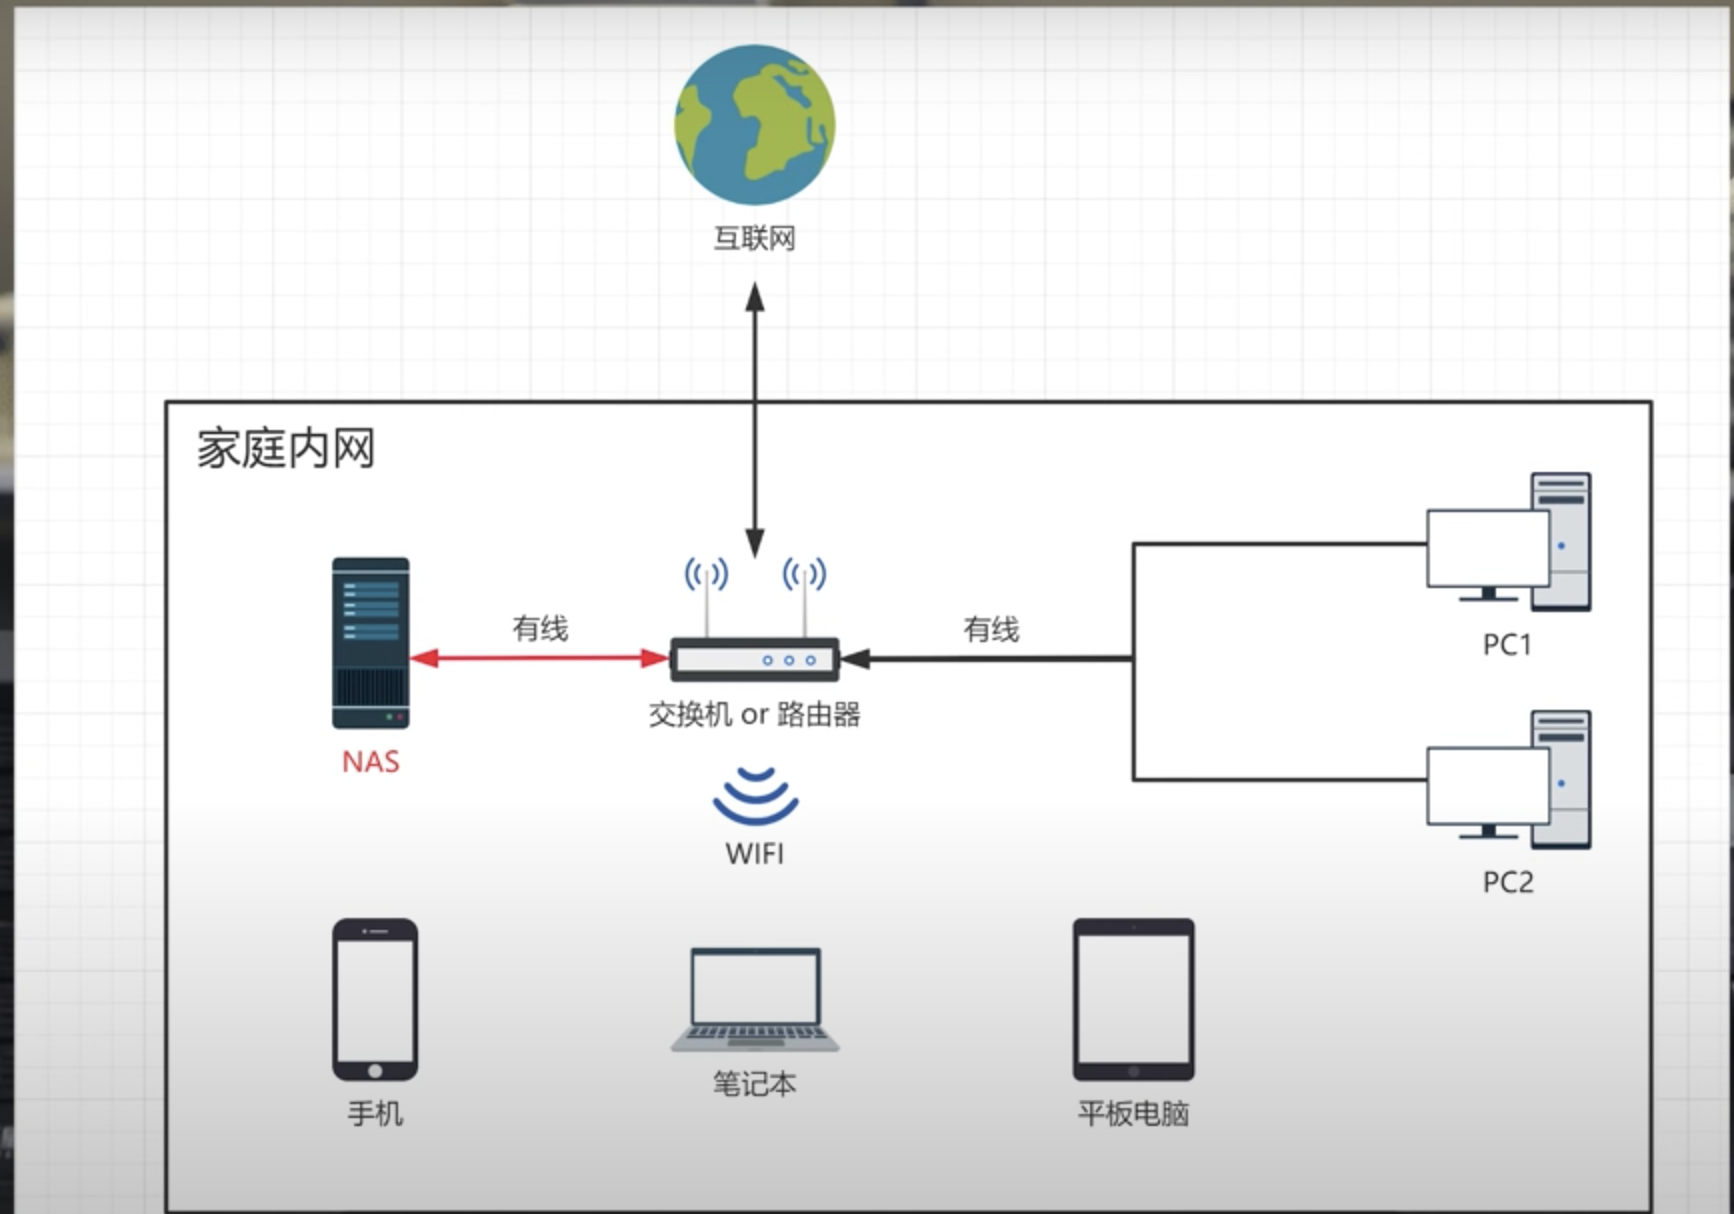 互联网
家庭内网
有线
有线
PC1
交换机 or 路由器
NAS
WIFI
PC2
手机
笔记本
平板电脑